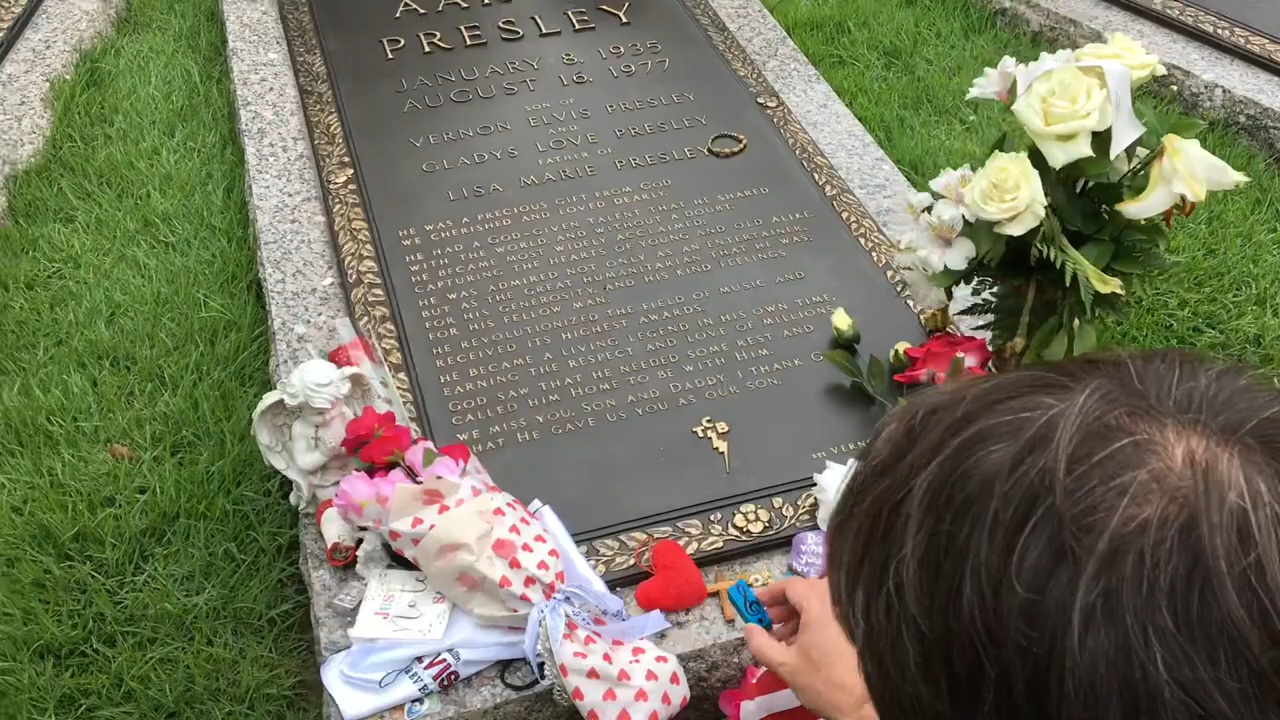 AA
PRESLEY
JANUARY 8, 1935
AUGUST 16, 1977
SON OF
VERNON ELVIS PRESLEY
AND
GLADYS LOVE PRESLEY
FATHER OF
LISA MARIE PRESLEY
HE WAS A PRECIOUS GIFT FROM GOD
WE CHERISHED AND LOVED DEARLY.
HE HAD A GOD-GIVEN TALENT THAT HE SHARED
WITH THE WORLD. AND WITHOUT A DOUBT,
HE BECAME MOST WIDELY ACCLAIMED,
CAPTURING THE HEARTS OF YOUNG AND OLD ALIKE.
HE WAS ADMIRED NOT ONLY AS AN ENTERTAINER,
BUT AS THE GREAT HUMANITARIAN THAT HE WAS,
FOR HIS GENEROSITY, AND HIS KIND FEELINGS
FOR HIS FELLOW MAN.
HE REVOLUTIONIZED THE FIELD OF MUSIC AND
RECEIVED ITS HIGHEST AWARDS.
HE BECAME A LIVING LEGEND IN HIS OWN TIME,
EARNING THE RESPECT AND LOVE OF MILLIONS.
GOD SAW THAT HE NEEDED SOME REST AND
CALLED HIM HOME TO BE WITH HIM.
WE MISS YOU, SON AND DADDY. I THANK G
HAT HE GAVE US YOU AS OUR SON.
TCB
VERN
Do
what
you